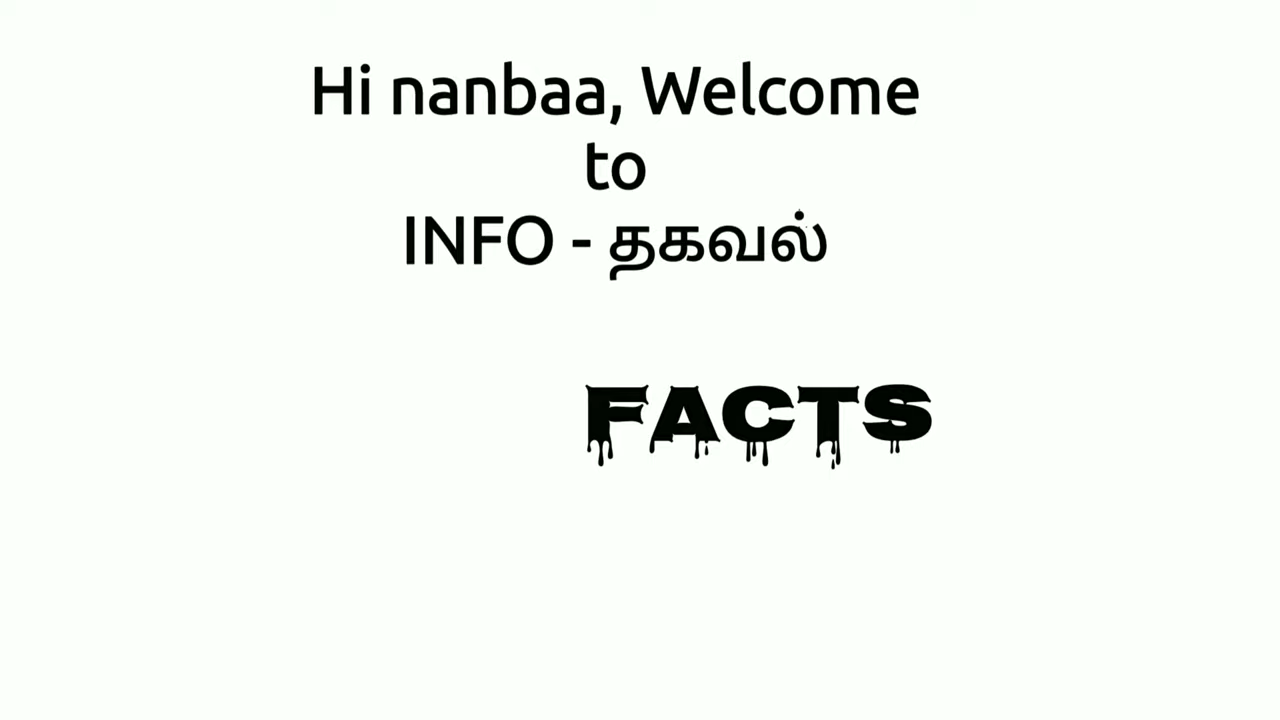 Hi nanbaa, Welcome
to
INFO - தகவல்
FACTS